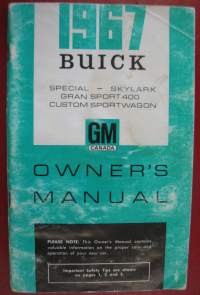 1967
BUICK
SPECIAL – SKYLARK
GRAN SPORT 400
CUSTOM SPORTWAGON
GM
CANADA
OWNER'S
MANUAL
PLEASE NOTE: This Owner's Manual contains
valuable information on the proper care and
operation of your new car.
Important Safety Tips are shown
on pages 1, 2 and 3.